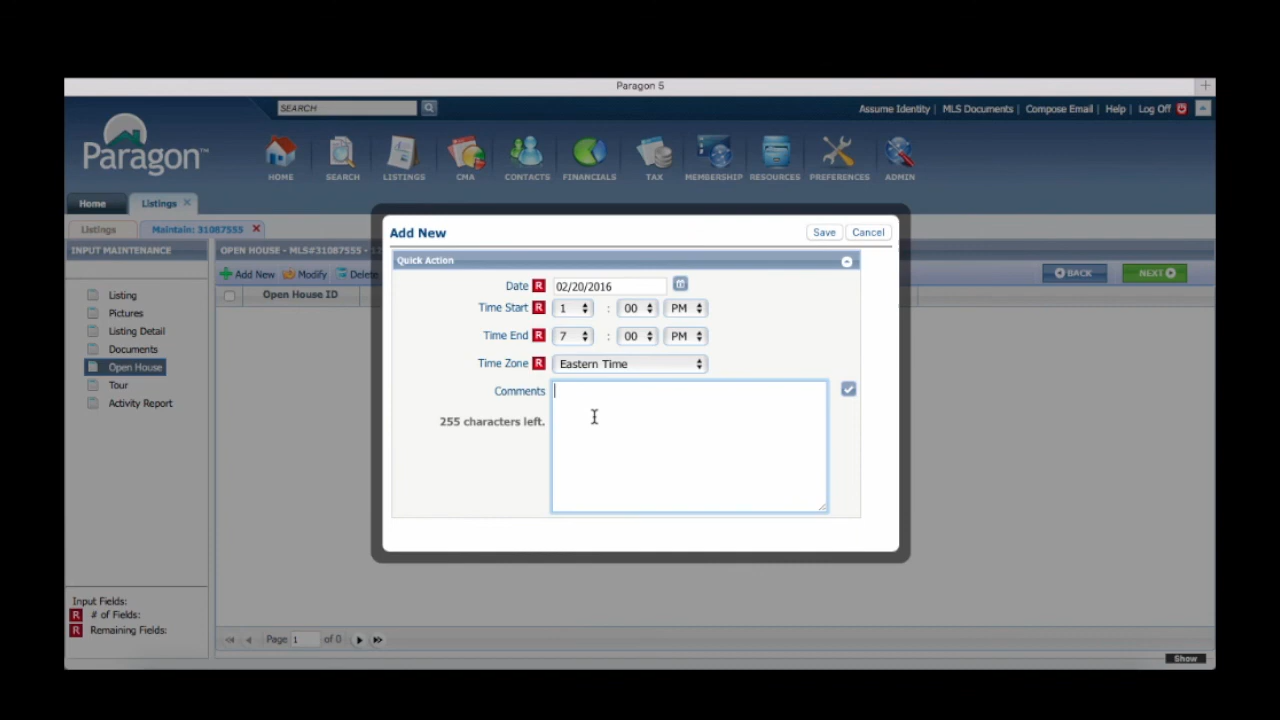 Paragon 5
SEARCH
Assume Identity | MLS Documents | Compose Email | Help | Log Off
Paragon™
HOME SEARCH LISTINGS CMA CONTACTS FINANCIALS TAX MEMBERSHIP RESOURCES PREFERENCES ADMIN
Home Listings
Listings Maintain: 31087555
INPUT MAINTENANCE
OPEN HOUSE - MLS#31087555 -
Add New Modify Delete
BACK NEXT
Open House ID
Listing
Pictures
Listing Detail
Documents
Open House
Tour
Activity Report
Add New
Save Cancel
Quick Action
Date R 02/20/2016
Time Start R 1 : 00 PM
Time End R 7 : 00 PM
Time Zone R Eastern Time
Comments
255 characters left.
Input Fields:
R # of Fields:
R Remaining Fields:
Page 1 of 0
Show